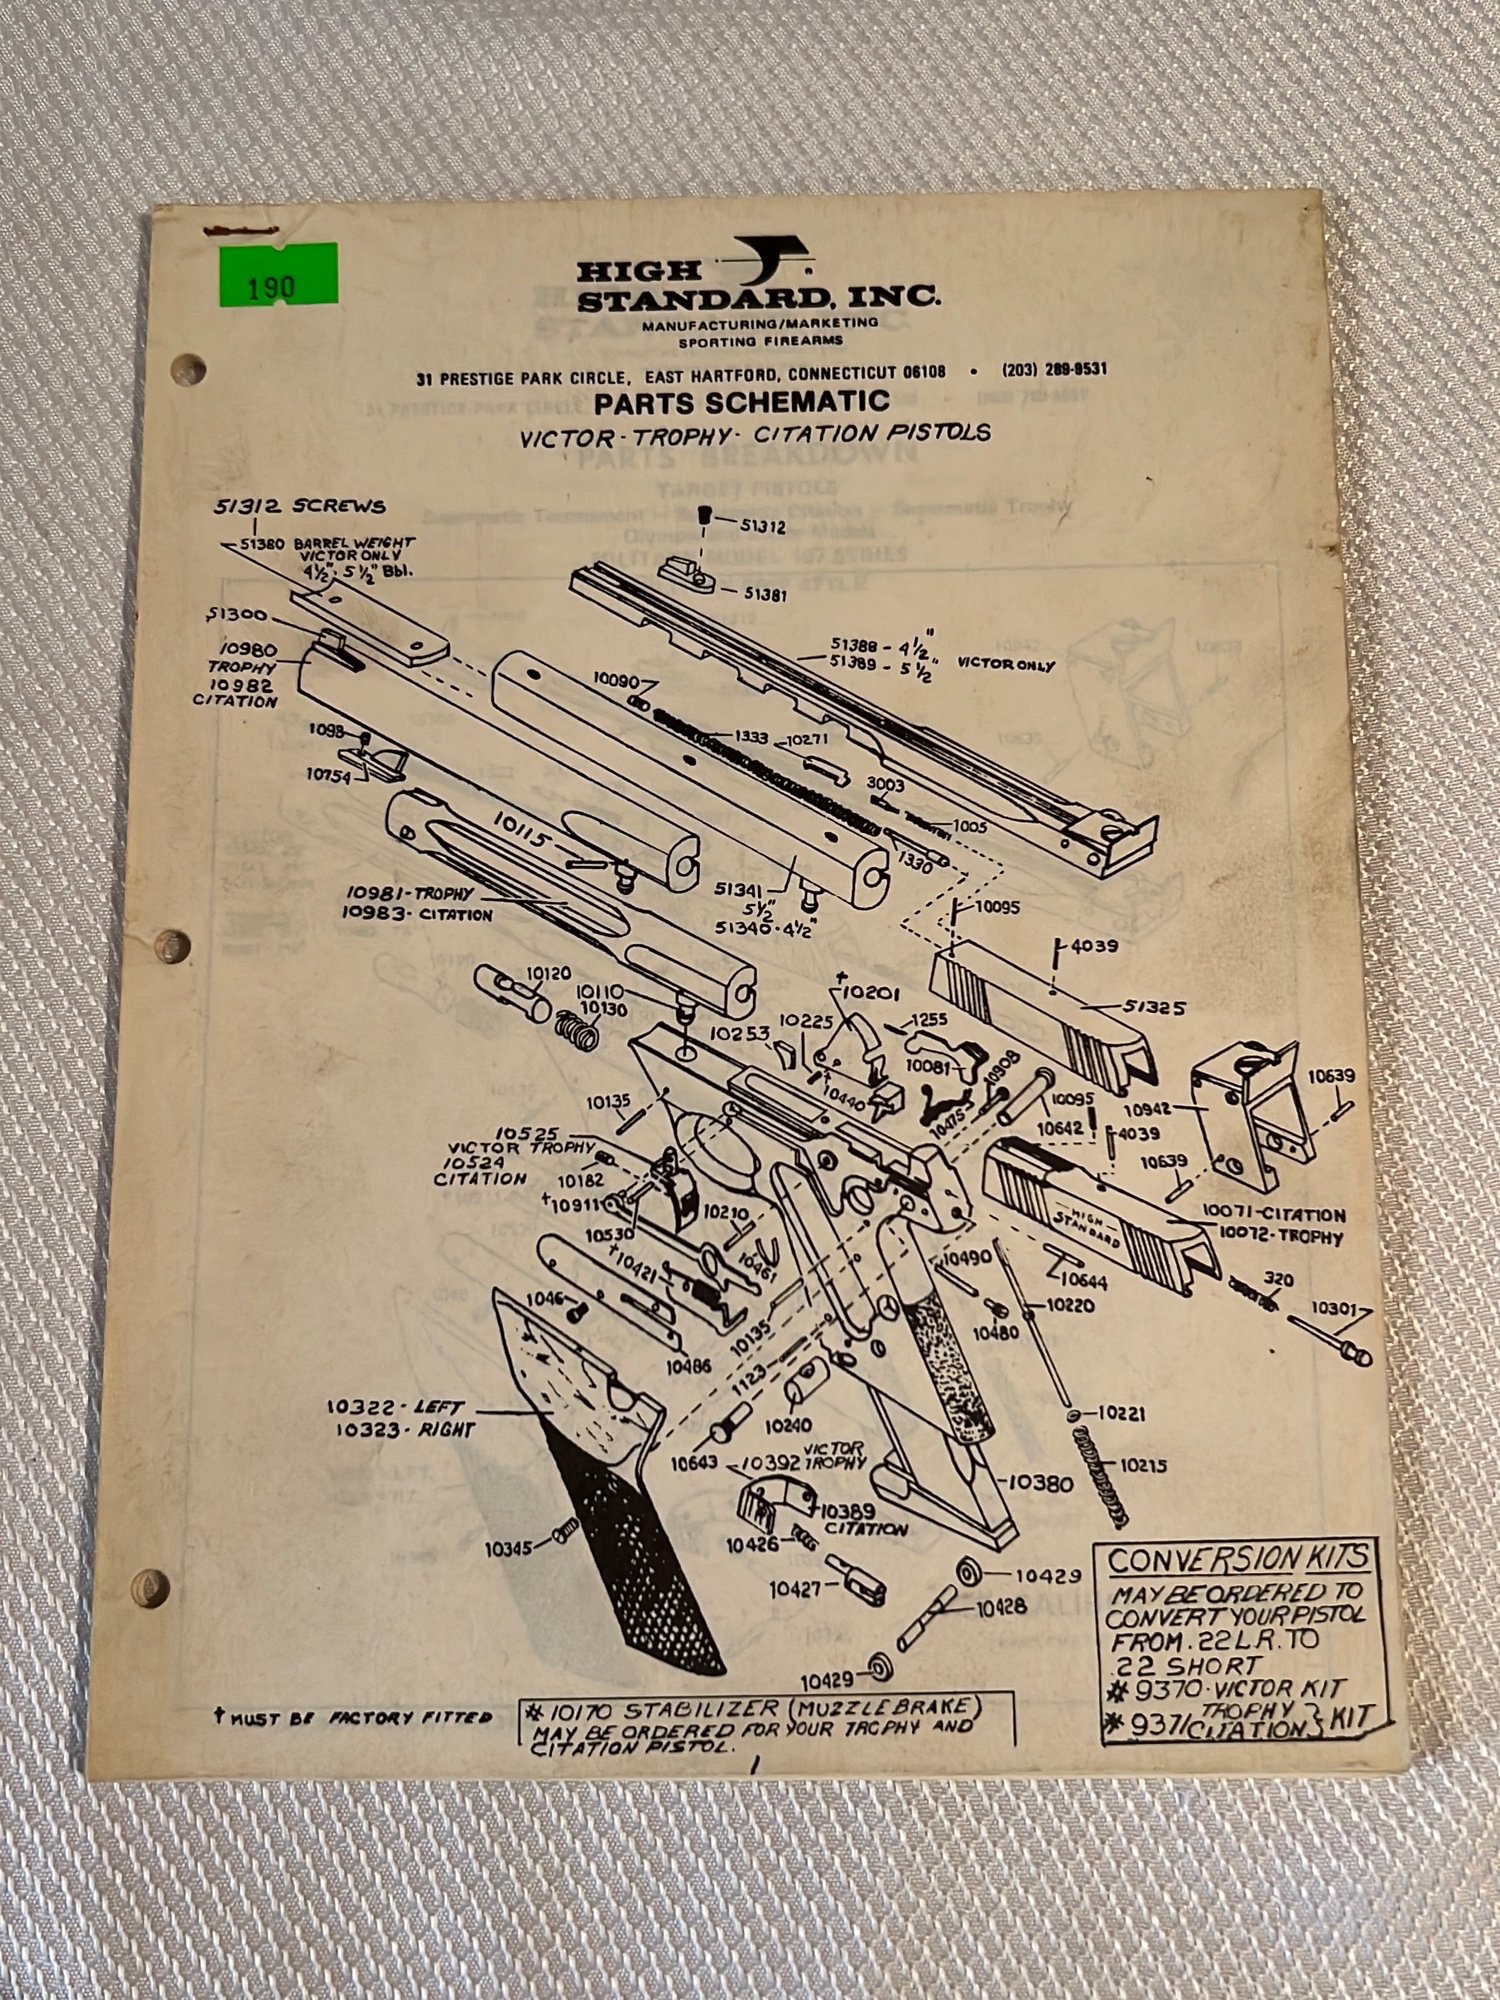 190
HIGH
STANDARD, INC.
MANUFACTURING/MARKETING
SPORTING FIREARMS
31 PRESTIGE PARK CIRCLE, EAST HARTFORD, CONNECTICUT 06108 • (203) 289-9531
PARTS SCHEMATIC
VICTOR - TROPHY - CITATION PISTOLS
51312 SCREWS
51380 BARREL WEIGHT
VICTOR ONLY
4½" · 5½" Bbl.
51312
51381
51300
10980
TROPHY
10982
CITATION
51388 - 4½"
51389 - 5½"
VICTOR ONLY
10090
1098
10754
1333
10271
3003
1005
1330
10115
10981-TROPHY
10983-CITATION
51341
5½"
51340 - 4½"
10095
4039
51325
10120
10110
10130
†10201
10225
10253
1255
10081
10908
†10440
10475
10095
10642
4039
10942
10639
10639
10135
10525
VICTOR TROPHY
10524
CITATION
10182
†10911
10530
10210
10461
†10421
1046
10486
10135
1123
10240
10643
10490
10480
10644
10220
10071-CITATION
10072-TROPHY
HIGH
STANDARD
320
10301
10221
10215
10322 - LEFT
10323 - RIGHT
10345
10392 VICTOR
TROPHY
10389
CITATION
10380
10426
10427
10429
10428
10429
CONVERSION KITS
MAY BE ORDERED TO
CONVERT YOUR PISTOL
FROM .22 L.R. TO
.22 SHORT
# 9370 - VICTOR KIT
# 9371 TROPHY
CITATION } KIT
† MUST BE FACTORY FITTED
# 10170 STABILIZER (MUZZLE BRAKE)
MAY BE ORDERED FOR YOUR TROPHY AND
CITATION PISTOL.
1